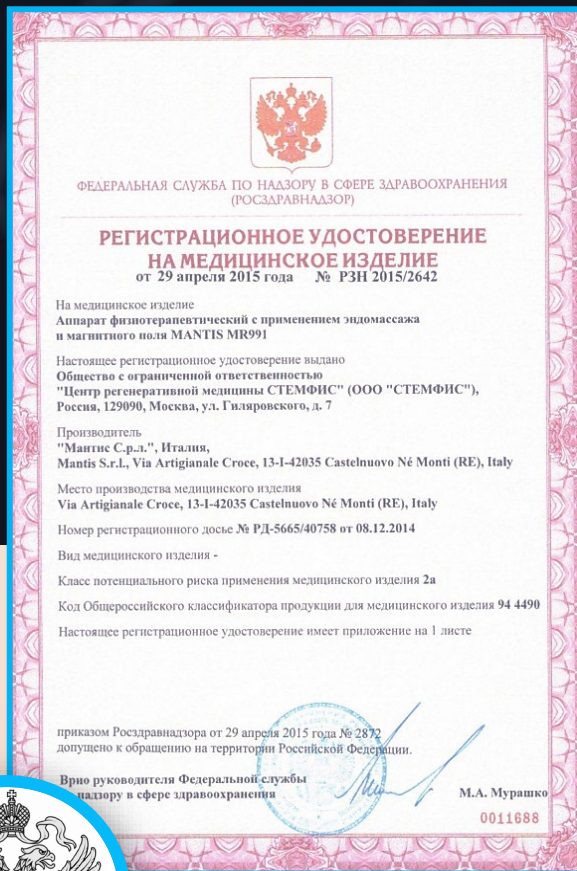 ФЕДЕРАЛЬНАЯ СЛУЖБА ПО НАДЗОРУ В СФЕРЕ ЗДРАВООХРАНЕНИЯ
(РОСЗДРАВНАДЗОР)
РЕГИСТРАЦИОННОЕ УДОСТОВЕРЕНИЕ
НА МЕДИЦИНСКОЕ ИЗДЕЛИЕ
от 29 апреля 2015 года № РЗН 2015/2642
На медицинское изделие
Аппарат физиотерапевтический с применением эндомассажа
и магнитного поля MANTIS MR991
Настоящее регистрационное удостоверение выдано
Общество с ограниченной ответственностью
"Центр регенеративной медицины СТЕМФИС" (ООО "СТЕМФИС"),
Россия, 129090, Москва, ул. Гиляровского, д. 7
Производитель
"Мантис С.р.л.", Италия,
Mantis S.r.l., Via Artigianale Croce, 13-I-42035 Castelnuovo Né Monti (RE), Italy
Место производства медицинского изделия
Via Artigianale Croce, 13-I-42035 Castelnuovo Né Monti (RE), Italy
Номер регистрационного досье № РД-5665/40758 от 08.12.2014
Вид медицинского изделия -
Класс потенциального риска применения медицинского изделия 2а
Код Общероссийского классификатора продукции для медицинского изделия 94 4490
Настоящее регистрационное удостоверение имеет приложение на 1 листе
приказом Росздравнадзора от 29 апреля 2015 года № 2872
допущено к обращению на территории Российской Федерации.
Врио руководителя Федеральной службы
по надзору в сфере здравоохранения
М.А. Мурашко
0011688